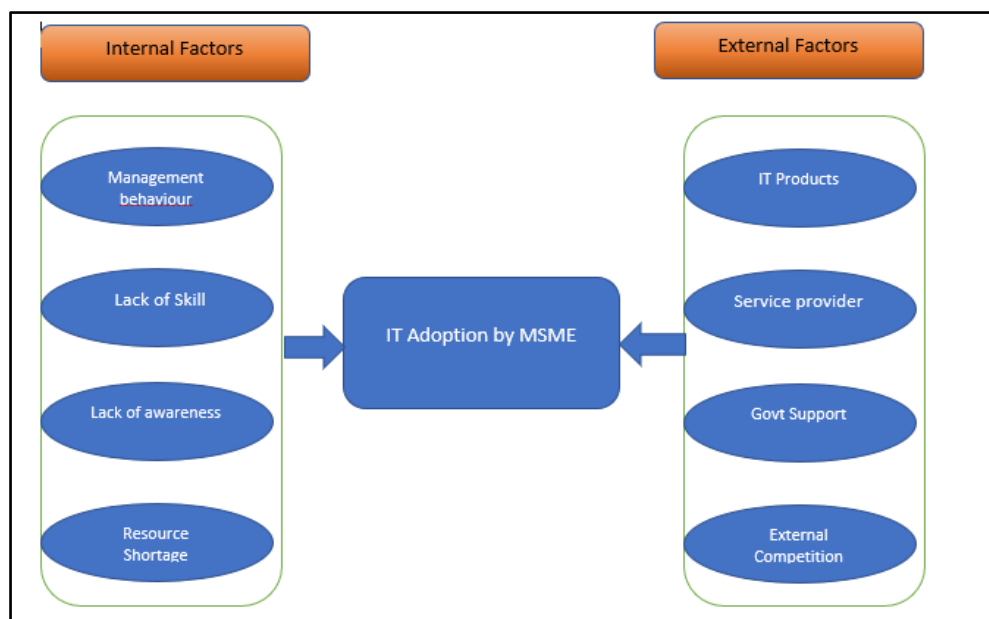 Internal Factors
External Factors
Management
behaviour
Lack of Skill
Lack of awareness
Resource
Shortage
IT Adoption by MSME
IT Products
Service provider
Govt Support
External
Competition